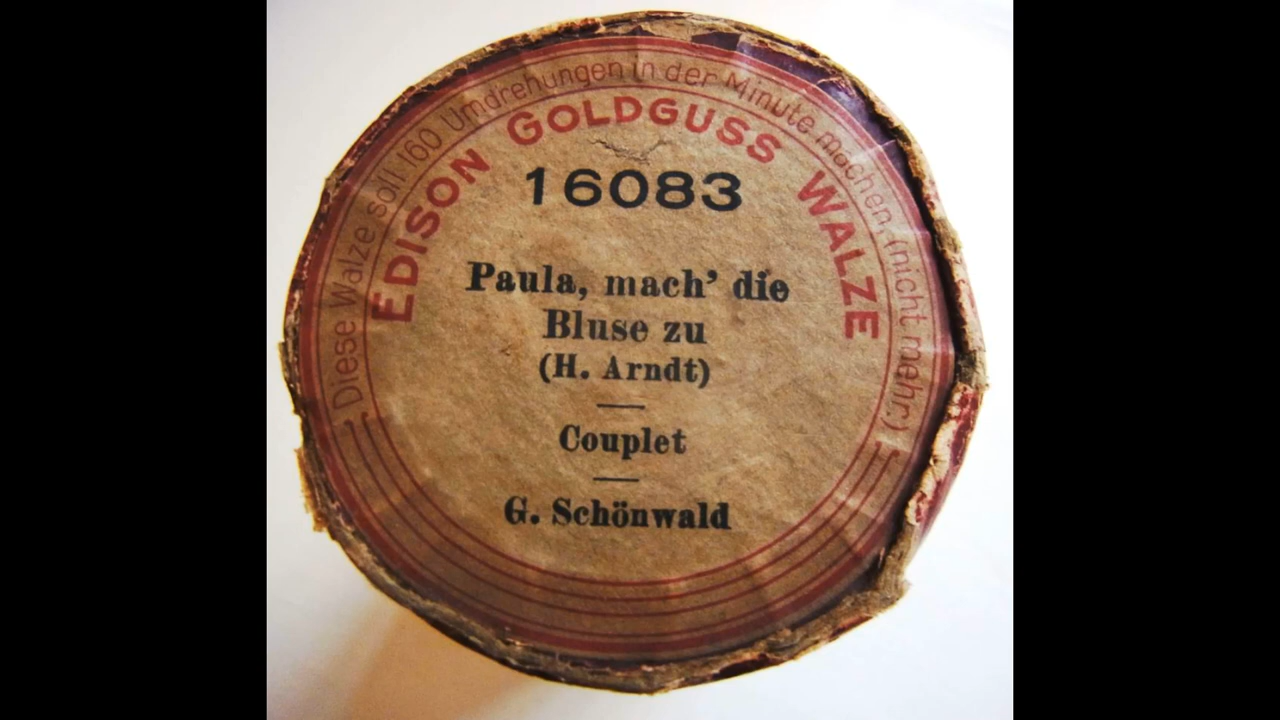 Diese Walze soll 160 Umdrehungen in der Minute machen, (nicht mehr.)
EDISON GOLDGUSS WALZE
16083
Paula, mach' die
Bluse zu
(H. Arndt)
Couplet
G. Schönwald